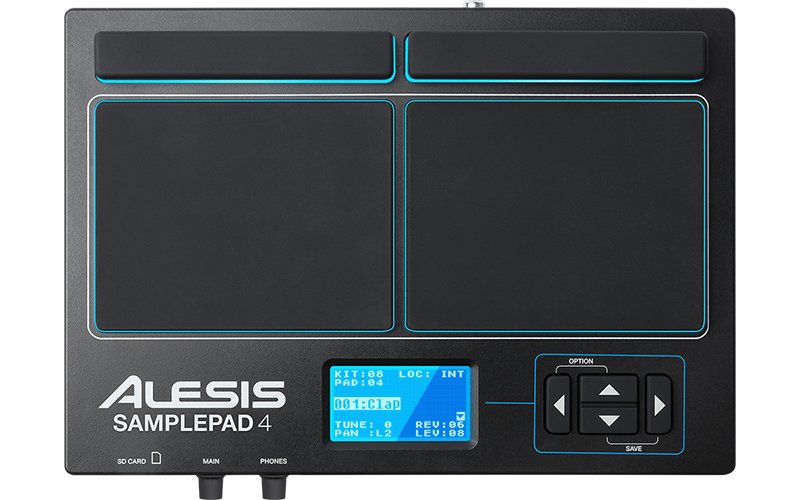 KIT:08 LOC: INT
PAD:04
001:Clap
TUNE: 0 REV:06
PAN :L2 LEV:08
OPTION
SAVE
ALESIS
SAMPLEPAD 4
SD CARD
MAIN
PHONES